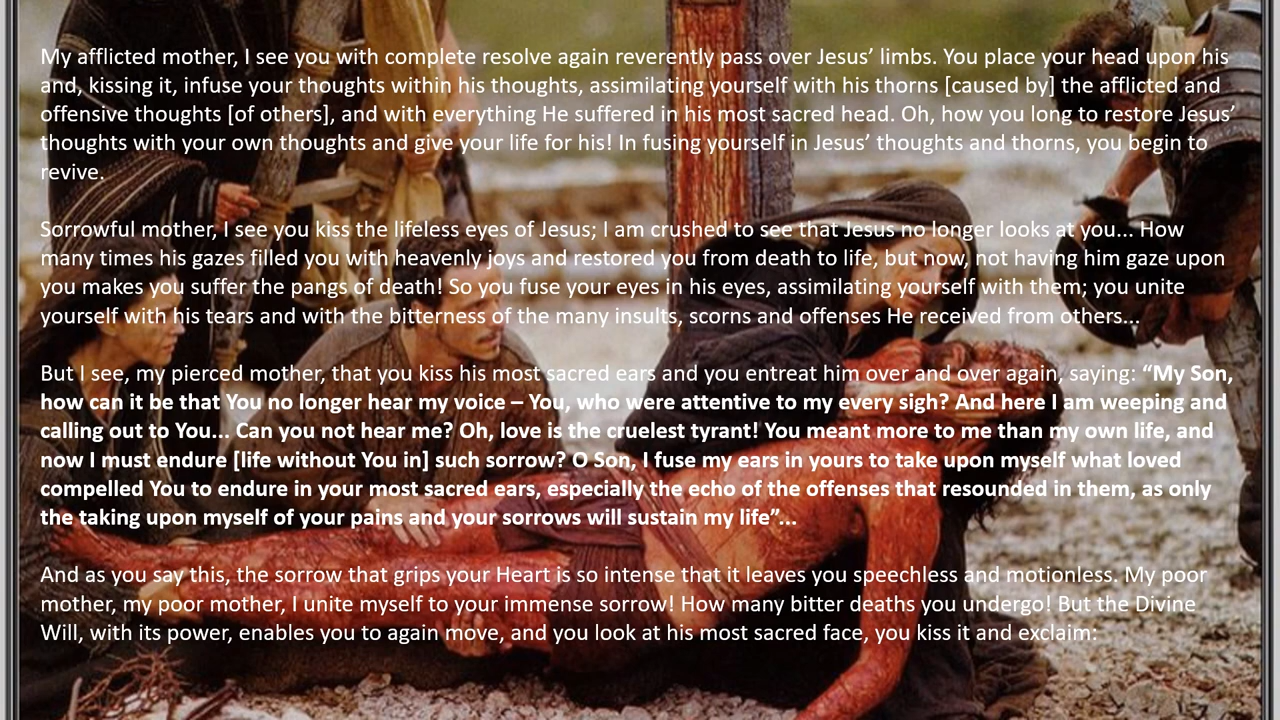 My afflicted mother, I see you with complete resolve again reverently pass over Jesus’ limbs. You place your head upon his
and, kissing it, infuse your thoughts within his thoughts, assimilating yourself with his thorns [caused by] the afflicted and
offensive thoughts [of others], and with everything He suffered in his most sacred head. Oh, how you long to restore Jesus’
thoughts with your own thoughts and give your life for his! In fusing yourself in Jesus’ thoughts and thorns, you begin to
revive.
Sorrowful mother, I see you kiss the lifeless eyes of Jesus; I am crushed to see that Jesus no longer looks at you... How
many times his gazes filled you with heavenly joys and restored you from death to life, but now, not having him gaze upon
you makes you suffer the pangs of death! So you fuse your eyes in his eyes, assimilating yourself with them; you unite
yourself with his tears and with the bitterness of the many insults, scorns and offenses He received from others...
But I see, my pierced mother, that you kiss his most sacred ears and you entreat him over and over again, saying: “My Son,
how can it be that You no longer hear my voice – You, who were attentive to my every sigh? And here I am weeping and
calling out to You... Can you not hear me? Oh, love is the cruelest tyrant! You meant more to me than my own life, and
now I must endure [life without You in] such sorrow? O Son, I fuse my ears in yours to take upon myself what loved
compelled You to endure in your most sacred ears, especially the echo of the offenses that resounded in them, as only
the taking upon myself of your pains and your sorrows will sustain my life”...
And as you say this, the sorrow that grips your Heart is so intense that it leaves you speechless and motionless. My poor
mother, my poor mother, I unite myself to your immense sorrow! How many bitter deaths you undergo! But the Divine
Will, with its power, enables you to again move, and you look at his most sacred face, you kiss it and exclaim: